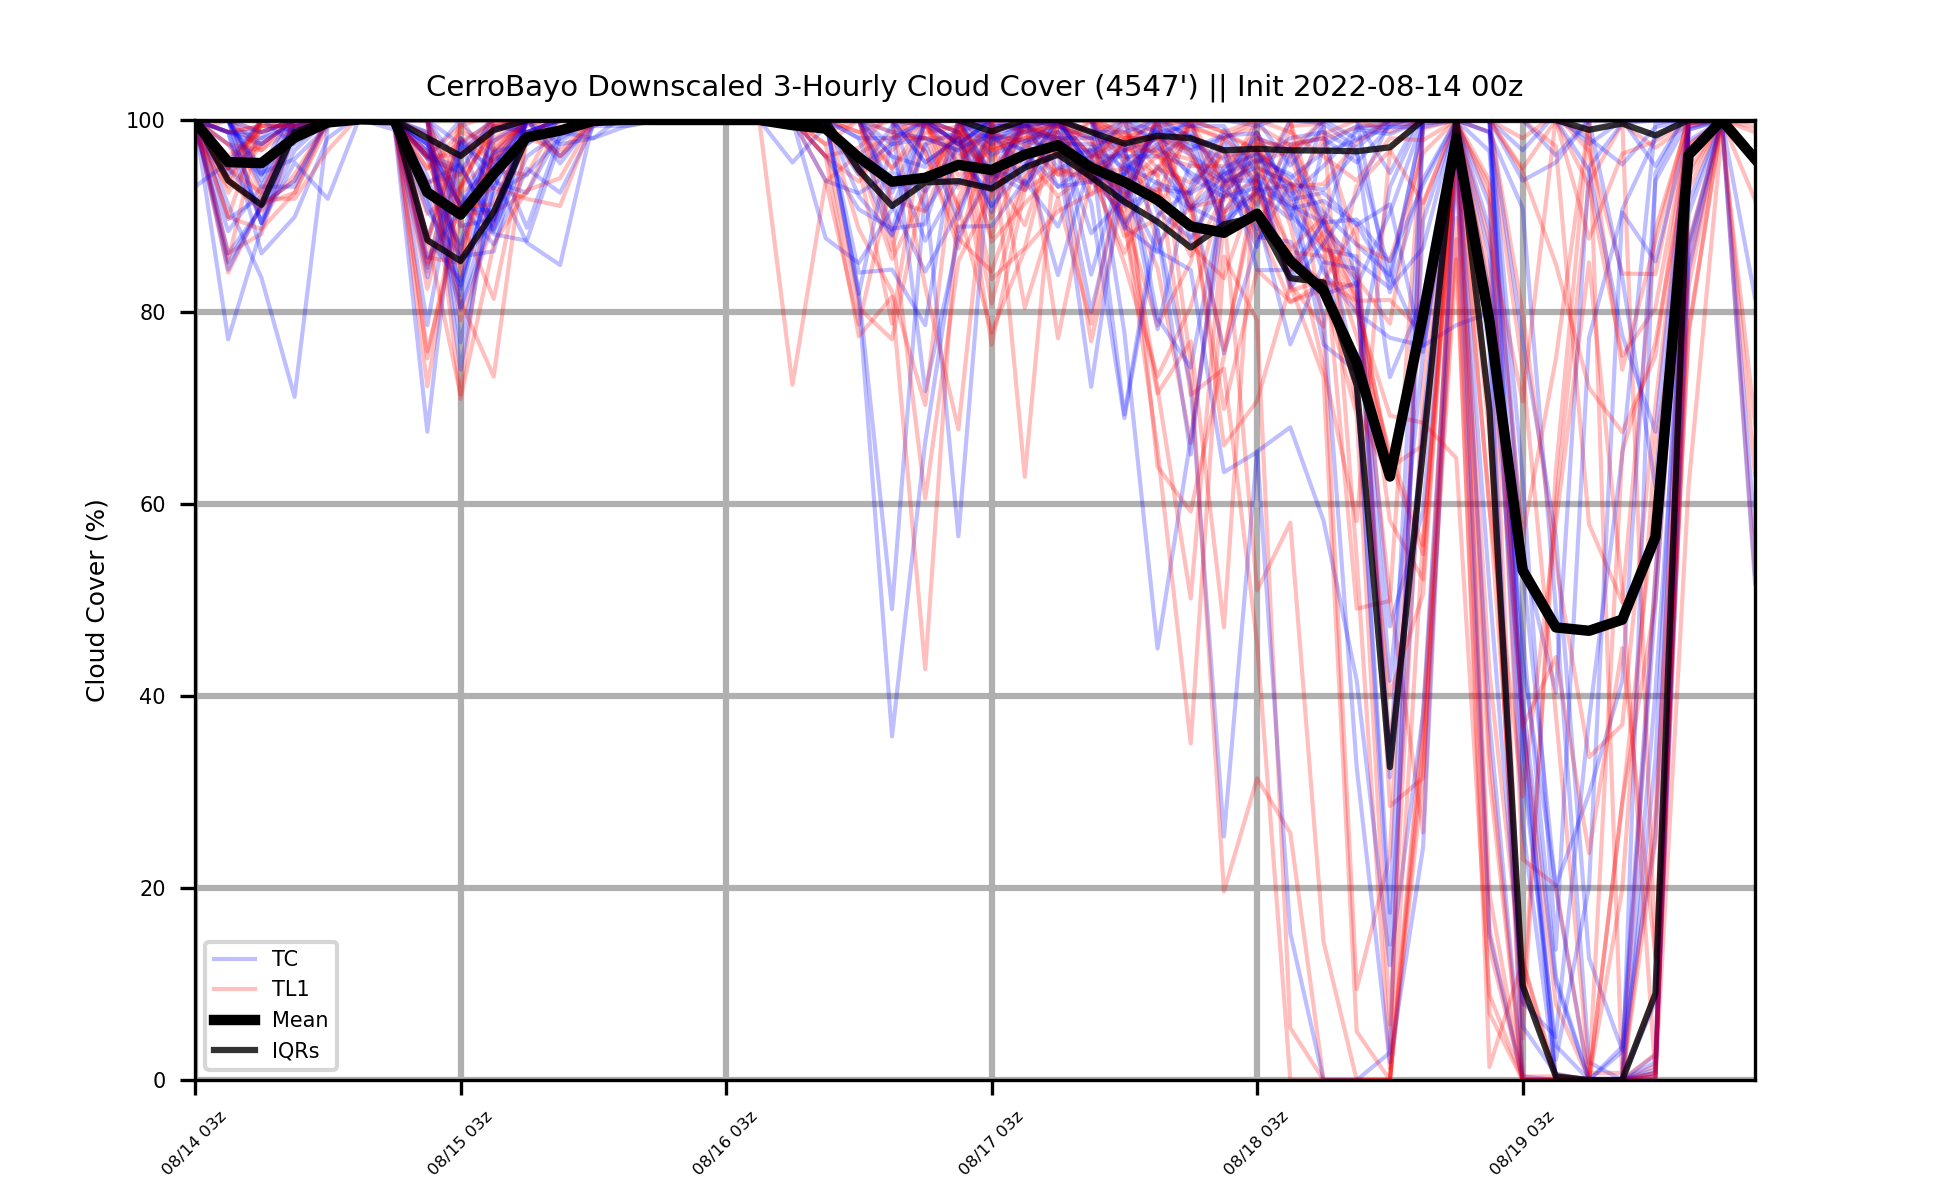 CerroBayo Downscaled 3-Hourly Cloud Cover (4547') || Init 2022-08-14 00z
Cloud Cover (%)
100
80
60
40
20
0
TC
TL1
Mean
IQRs
08/14 03z
08/15 03z
08/16 03z
08/17 03z
08/18 03z
08/19 03z